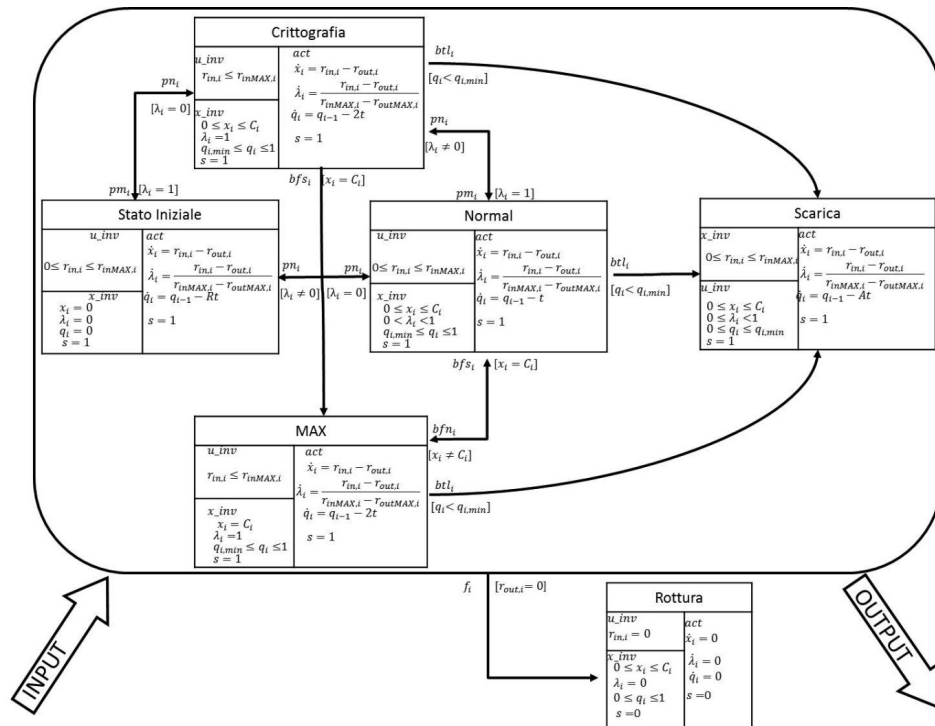 Crittografia
u_inv
r_{in,i} ≤ r_{inMAX,i}
x_inv
0 ≤ x_i ≤ C_i
λ_i =1
q_{i,min} ≤ q_i ≤1
s = 1
act
ẋ_i = r_{in,i} − r_{out,i}
λ̇_i = (r_{in,i} − r_{out,i})/(r_{inMAX,i} − r_{outMAX,i})
q̇_i = q_{i−1} − 2t
s = 1
btl_i
[q_i < q_{i,min}]
pn_i
[λ_i = 0]
pn_i
[λ_i ≠ 0]
bfs_i [x_i = C_i]
pm_i [λ_i = 1]
pm_i [λ_i = 1]
Stato Iniziale
u_inv
0≤ r_{in,i} ≤ r_{inMAX,i}
x_inv
x_i = 0
λ_i = 0
q_i = 0
s = 1
act
ẋ_i = r_{in,i} − r_{out,i}
λ̇_i = (r_{in,i} − r_{out,i})/(r_{inMAX,i} − r_{outMAX,i})
q̇_i = q_{i−1} − Rt
s = 1
pn_i pn_i
[λ_i ≠ 0] [λ_i = 0]
Normal
u_inv
0≤ r_{in,i} ≤ r_{inMAX,i}
x_inv
0 ≤ x_i ≤ C_i
0 < λ_i < 1
q_{i,min} ≤ q_i ≤1
s = 1
act
ẋ_i = r_{in,i} − r_{out,i}
λ̇_i = (r_{in,i} − r_{out,i})/(r_{inMAX,i} − r_{outMAX,i})
q̇_i = q_{i−1} − t
s = 1
btl_i
[q_i < q_{i,min}]
Scarica
x_inv
0 ≤ r_{in,i} ≤ r_{inMAX,i}
u_inv
0 ≤ x_i ≤ C_i
0 ≤ λ_i < 1
0 ≤ q_i ≤ q_{i,min}
s = 1
act
ẋ_i = r_{in,i} − r_{out,i}
λ̇_i = (r_{in,i} − r_{out,i})/(r_{inMAX,i} − r_{outMAX,i})
q̇_i = q_{i−1} − At
s = 1
bfs_i [x_i = C_i]
bfn_i
[x_i ≠ C_i]
MAX
u_inv
r_{in,i} ≤ r_{inMAX,i}
x_inv
x_i = C_i
λ_i =1
q_{i,min} ≤ q_i ≤1
s = 1
act
ẋ_i = r_{in,i} − r_{out,i}
λ̇_i = (r_{in,i} − r_{out,i})/(r_{inMAX,i} − r_{outMAX,i})
q̇_i = q_{i−1} − 2t
s = 1
btl_i
[q_i < q_{i,min}]
f_i [r_{out,i}= 0]
Rottura
u_inv
r_{in,i} = 0
x_inv
0 ≤ x_i ≤ C_i
λ_i = 0
0 ≤ q_i ≤1
s =0
act
ẋ_i = 0
λ̇_i = 0
q̇_i = 0
s =0
INPUT
OUTPUT